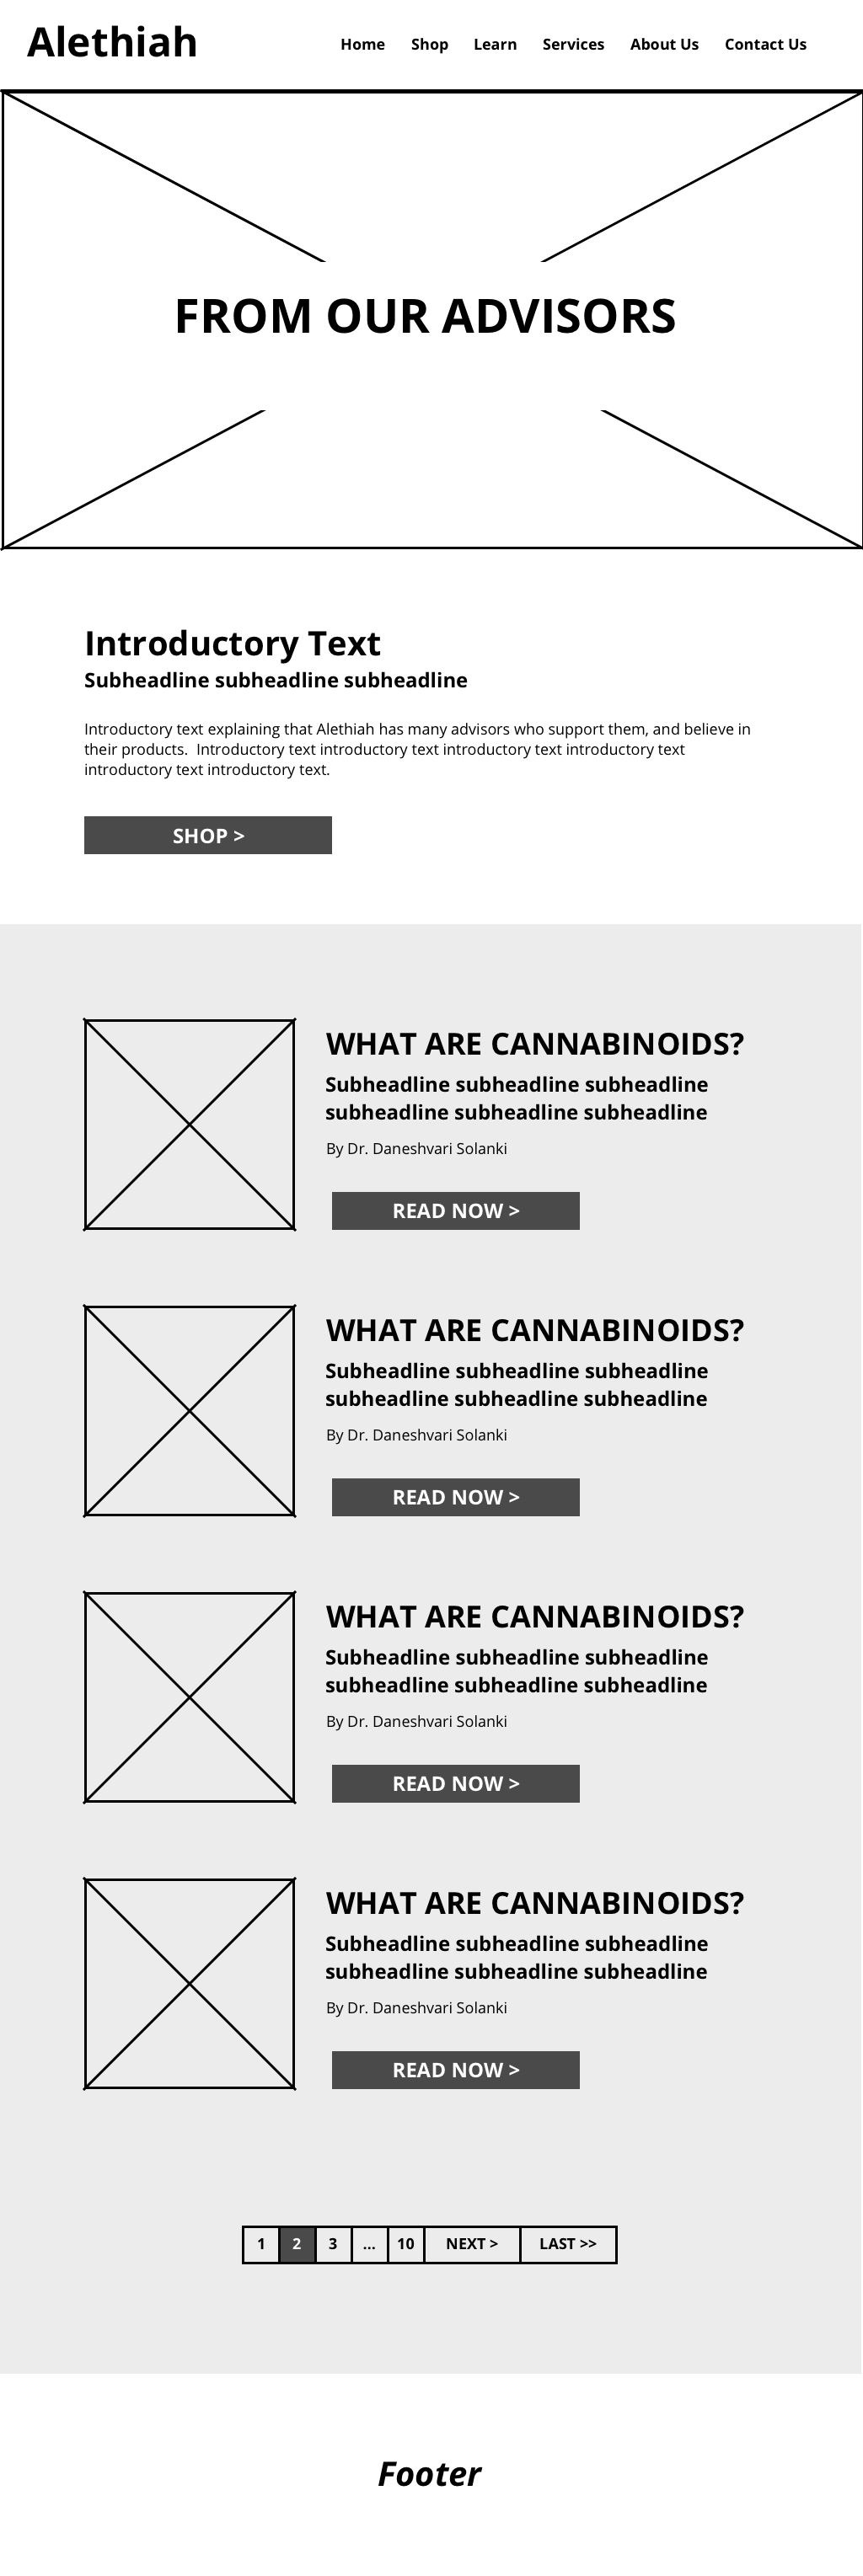 Alethiah
Home Shop Learn Services About Us Contact Us
FROM OUR ADVISORS
Introductory Text
Subheadline subheadline subheadline
Introductory text explaining that Alethiah has many advisors who support them, and believe in
their products.  Introductory text introductory text introductory text introductory text
introductory text introductory text.
SHOP >
WHAT ARE CANNABINOIDS?
Subheadline subheadline subheadline
subheadline subheadline subheadline
By Dr. Daneshvari Solanki
READ NOW >
WHAT ARE CANNABINOIDS?
Subheadline subheadline subheadline
subheadline subheadline subheadline
By Dr. Daneshvari Solanki
READ NOW >
WHAT ARE CANNABINOIDS?
Subheadline subheadline subheadline
subheadline subheadline subheadline
By Dr. Daneshvari Solanki
READ NOW >
WHAT ARE CANNABINOIDS?
Subheadline subheadline subheadline
subheadline subheadline subheadline
By Dr. Daneshvari Solanki
READ NOW >
1 2 3 ... 10 NEXT > LAST >>
Footer